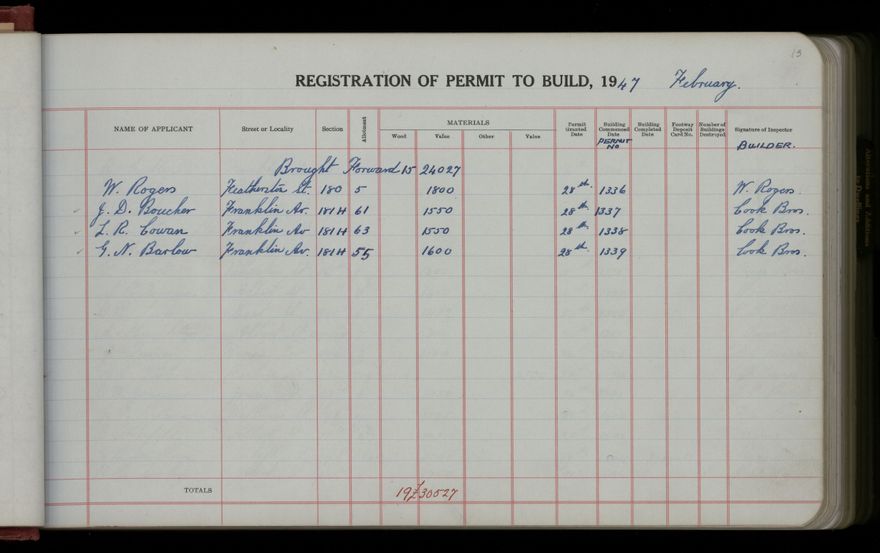 13
REGISTRATION OF PERMIT TO BUILD, 1947 February.
NAME OF APPLICANT Street or Locality Section Allotment MATERIALS Wood Value Other Value Permit Granted Date Building Commenced Date PERMIT NO Building Completed Date Footway Deposit Card No. Number of Buildings Destroyed Signature of Inspector BUILDER.
Brought Forward 15 24027
W. Rogers Featherston St. 180 5 1800 28th. 1336 W. Rogers.
J. D. Boucher Franklin Av. 181H 61 1550 28th. 1337 Cook Bros.
L. R. Cowan Franklin Av 181H 63 1550 28th. 1338 Cook Bros.
G. N. Barlow Franklin Av. 181H 55 1600 28th. 1339 Cook Bros.
TOTALS 19 £30527